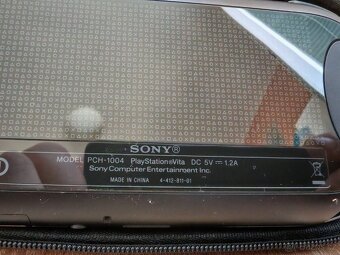 SONY®
MODEL PCH-1004 PlayStation®Vita DC 5V ⎓ 1.2A
Sony Computer Entertainment Inc.
MADE IN CHINA 4-412-811-01